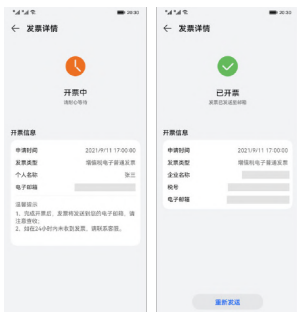 20:30
← 发票详情
开票中
请耐心等待
开票信息
申请时间 2021/9/11 17:00:00
发票类型 增值税电子普通发票
个人名称 张三
电子邮箱
温馨提示
1、完成开票后，发票将发送到您的电子邮箱，请
注意查收；
2、如在24小时内未收到发票，请联系客服。
20:30
← 发票详情
已开票
发票已发送至邮箱
开票信息
申请时间 2021/9/11 17:00:00
发票类型 增值税电子普通发票
企业名称
税号
电子邮箱
重新发送